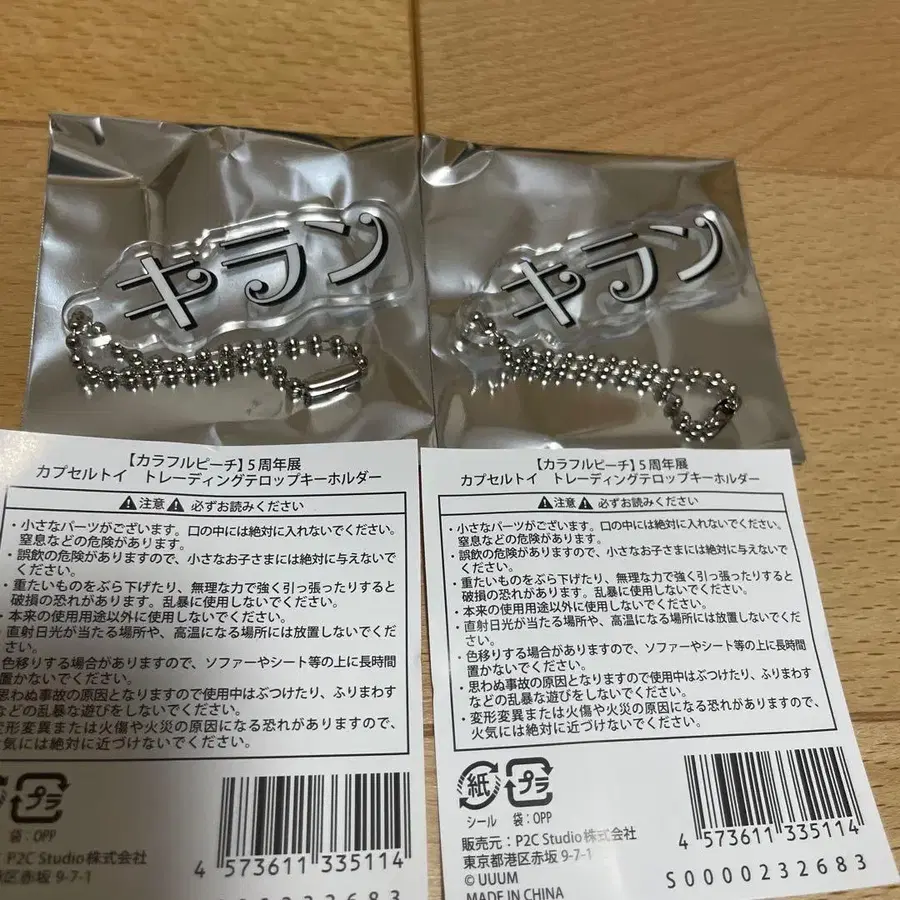 キラン
キラン
【カラフルピーチ】5周年展
カプセルトイ トレーディングテロップキーホルダー
注意 必ずお読みください
・小さなパーツがございます。口の中には絶対に入れないでください。
窒息などの危険があります。
・誤飲の危険がありますので、小さなお子さまには絶対に与えないで
ください。
・重たいものをぶら下げたり、無理な力で強く引っ張ったりすると
破損の恐れがあります。乱暴に使用しないでください。
・本来の使用用途以外に使用しないでください。
・直射日光が当たる場所や、高温になる場所には放置しないでくだ
さい。
色移りする場合がありますので、ソファーやシート等の上に長時間
置かないでください。
思わぬ事故の原因となりますので使用中はぶつけたり、ふりまわす
などの乱暴な遊びをしないでください。
変形変異または火傷や火災の原因になる恐れがありますので、
火気には絶対に近づけないでください。
プラ
袋:OPP
: P2C Studio株式会社
区赤坂 9-7-1
4 573611 335114
S0000232683
【カラフルピーチ】5周年展
カプセルトイ トレーディングテロップキーホルダー
注意 必ずお読みください
・小さなパーツがございます。口の中には絶対に入れないでください。
窒息などの危険があります。
・誤飲の危険がありますので、小さなお子さまには絶対に与えないで
ください。
・重たいものをぶら下げたり、無理な力で強く引っ張ったりすると
破損の恐れがあります。乱暴に使用しないでください。
・本来の使用用途以外に使用しないでください。
・直射日光が当たる場所や、高温になる場所には放置しないでくだ
さい。
・色移りする場合がありますので、ソファーやシート等の上に長時間
置かないでください。
・思わぬ事故の原因となりますので使用中はぶつけたり、ふりまわす
などの乱暴な遊びをしないでください。
・変形変異または火傷や火災の原因になる恐れがありますので、
火気には絶対に近づけないでください。
紙 プラ
シール 袋:OPP
販売元:P2C Studio株式会社
東京都港区赤坂 9-7-1
© UUUM
MADE IN CHINA
4 573611 335114
S0000232683